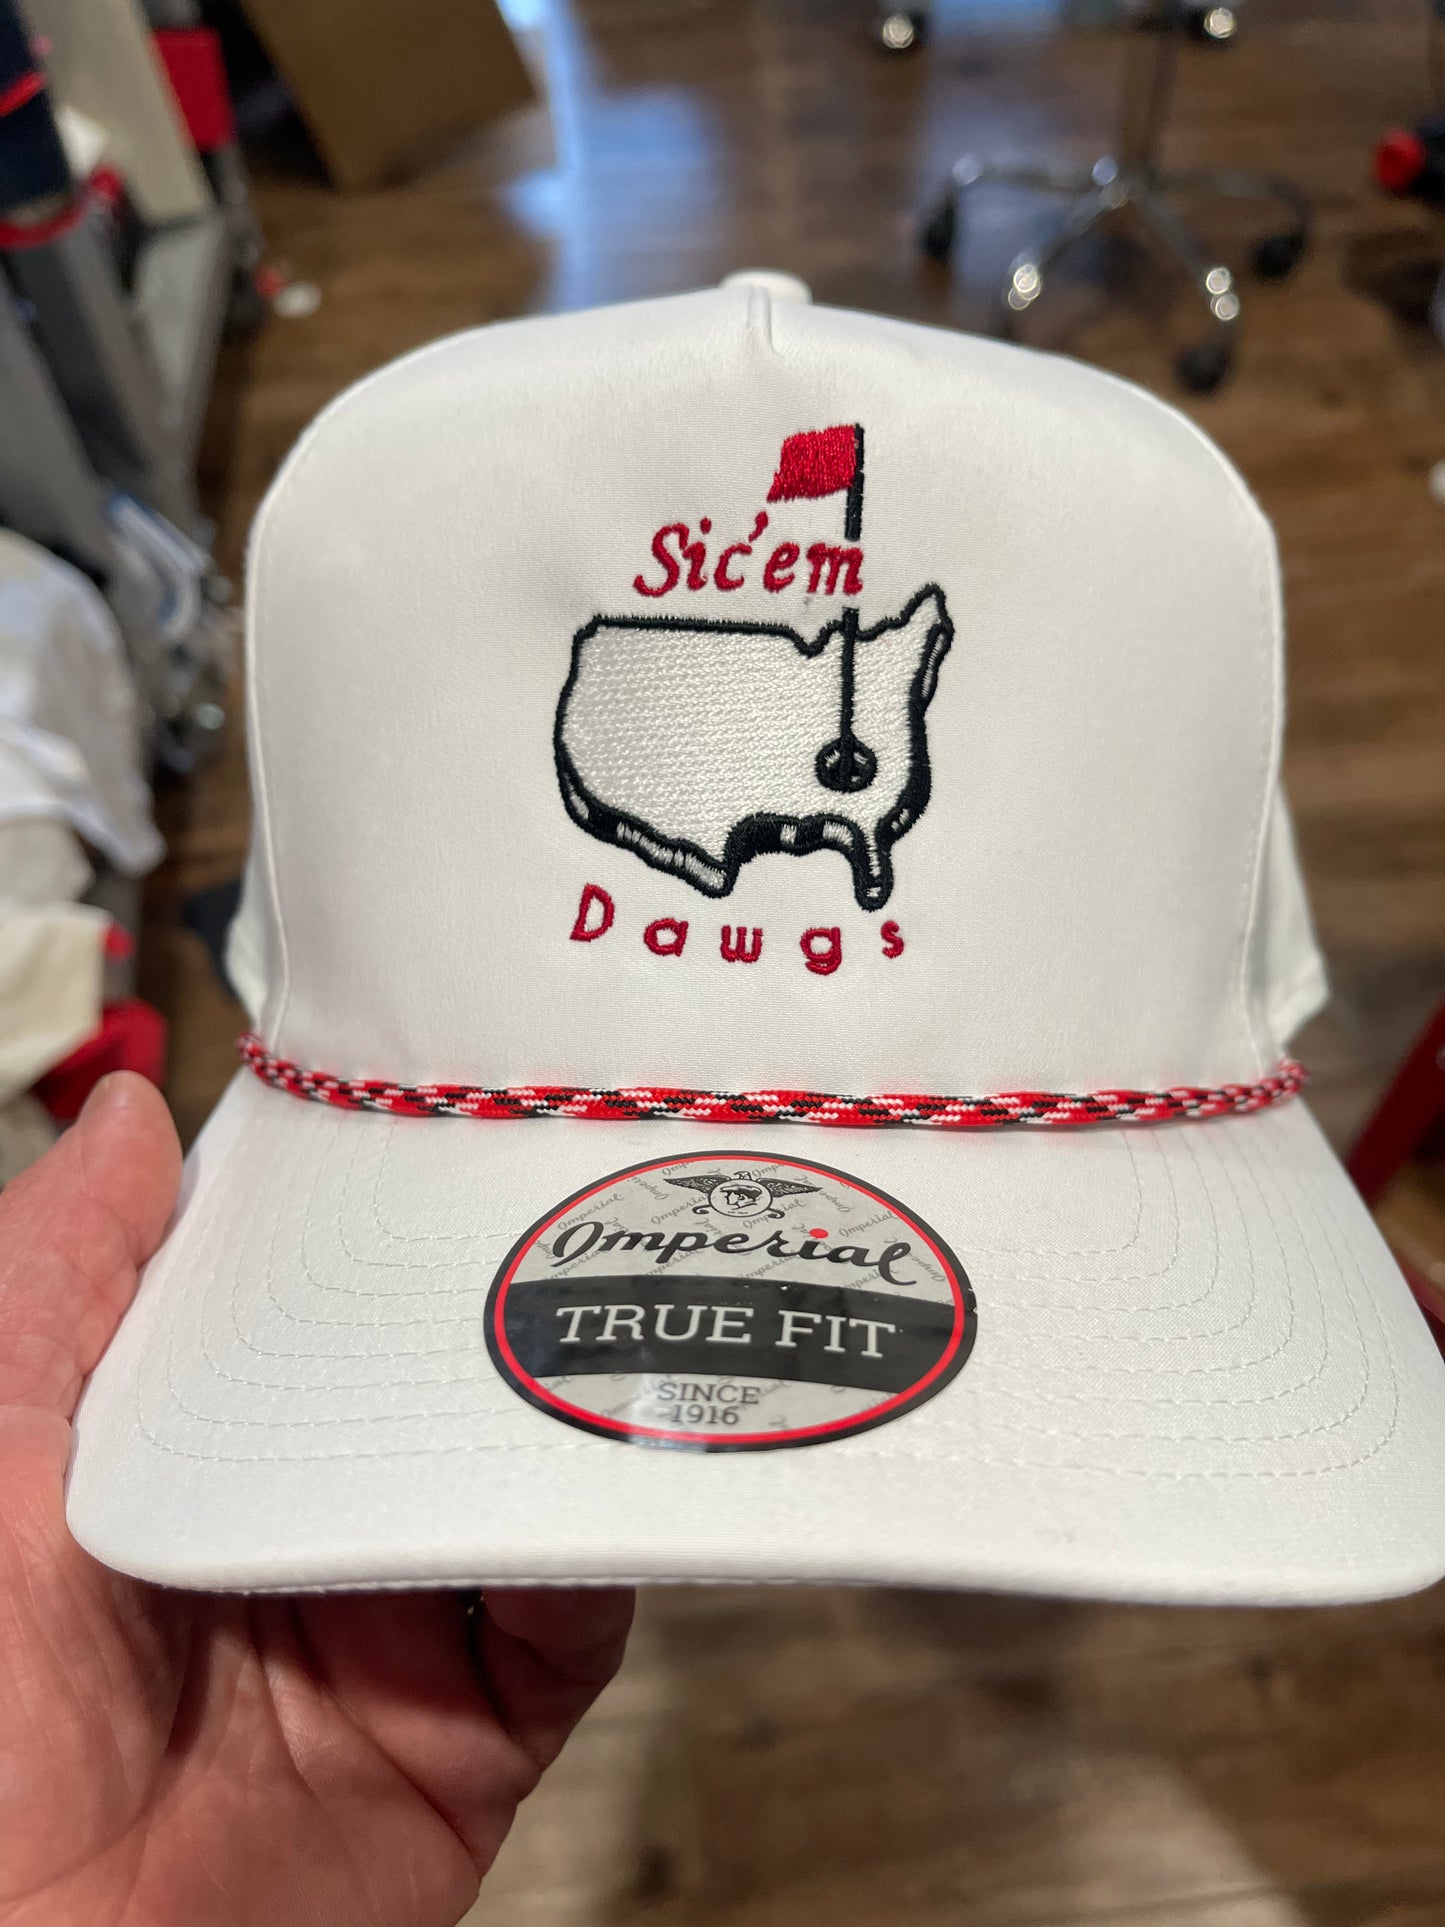 Sic'em
Dawgs
Imperial
TRUE FIT
SINCE
1916